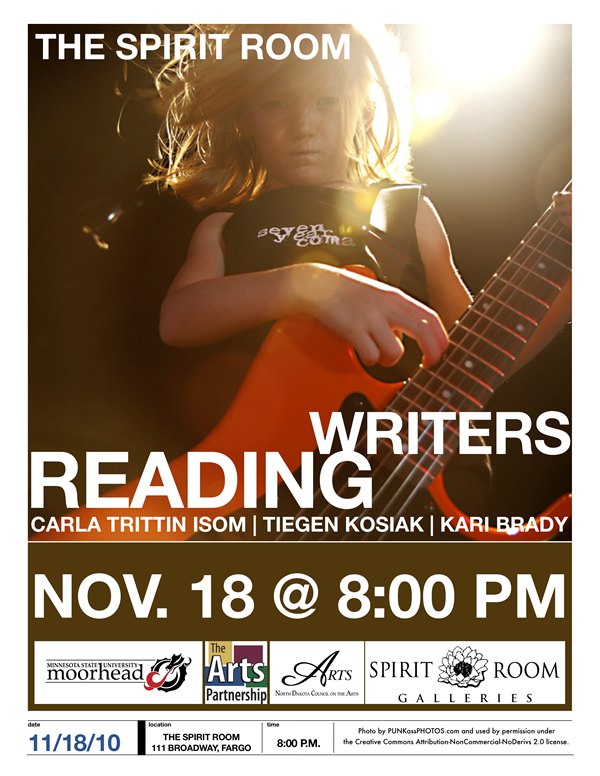 THE SPIRIT ROOM
seven
year
coma
WRITERS
READING
CARLA TRITTIN ISOM | TIEGEN KOSIAK | KARI BRADY
NOV. 18 @ 8:00 PM
MINNESOTA STATE UNIVERSITY
moorhead
The
Arts
Partnership
ARTS
NORTH DAKOTA COUNCIL ON THE ARTS
SPIRIT ROOM
GALLERIES
date
11/18/10
location
THE SPIRIT ROOM
111 BROADWAY, FARGO
time
8:00 P.M.
Photo by PUNKassPHOTOS.com and used by permission under
the Creative Commons Attribution-NonCommercial-NoDerivs 2.0 license.